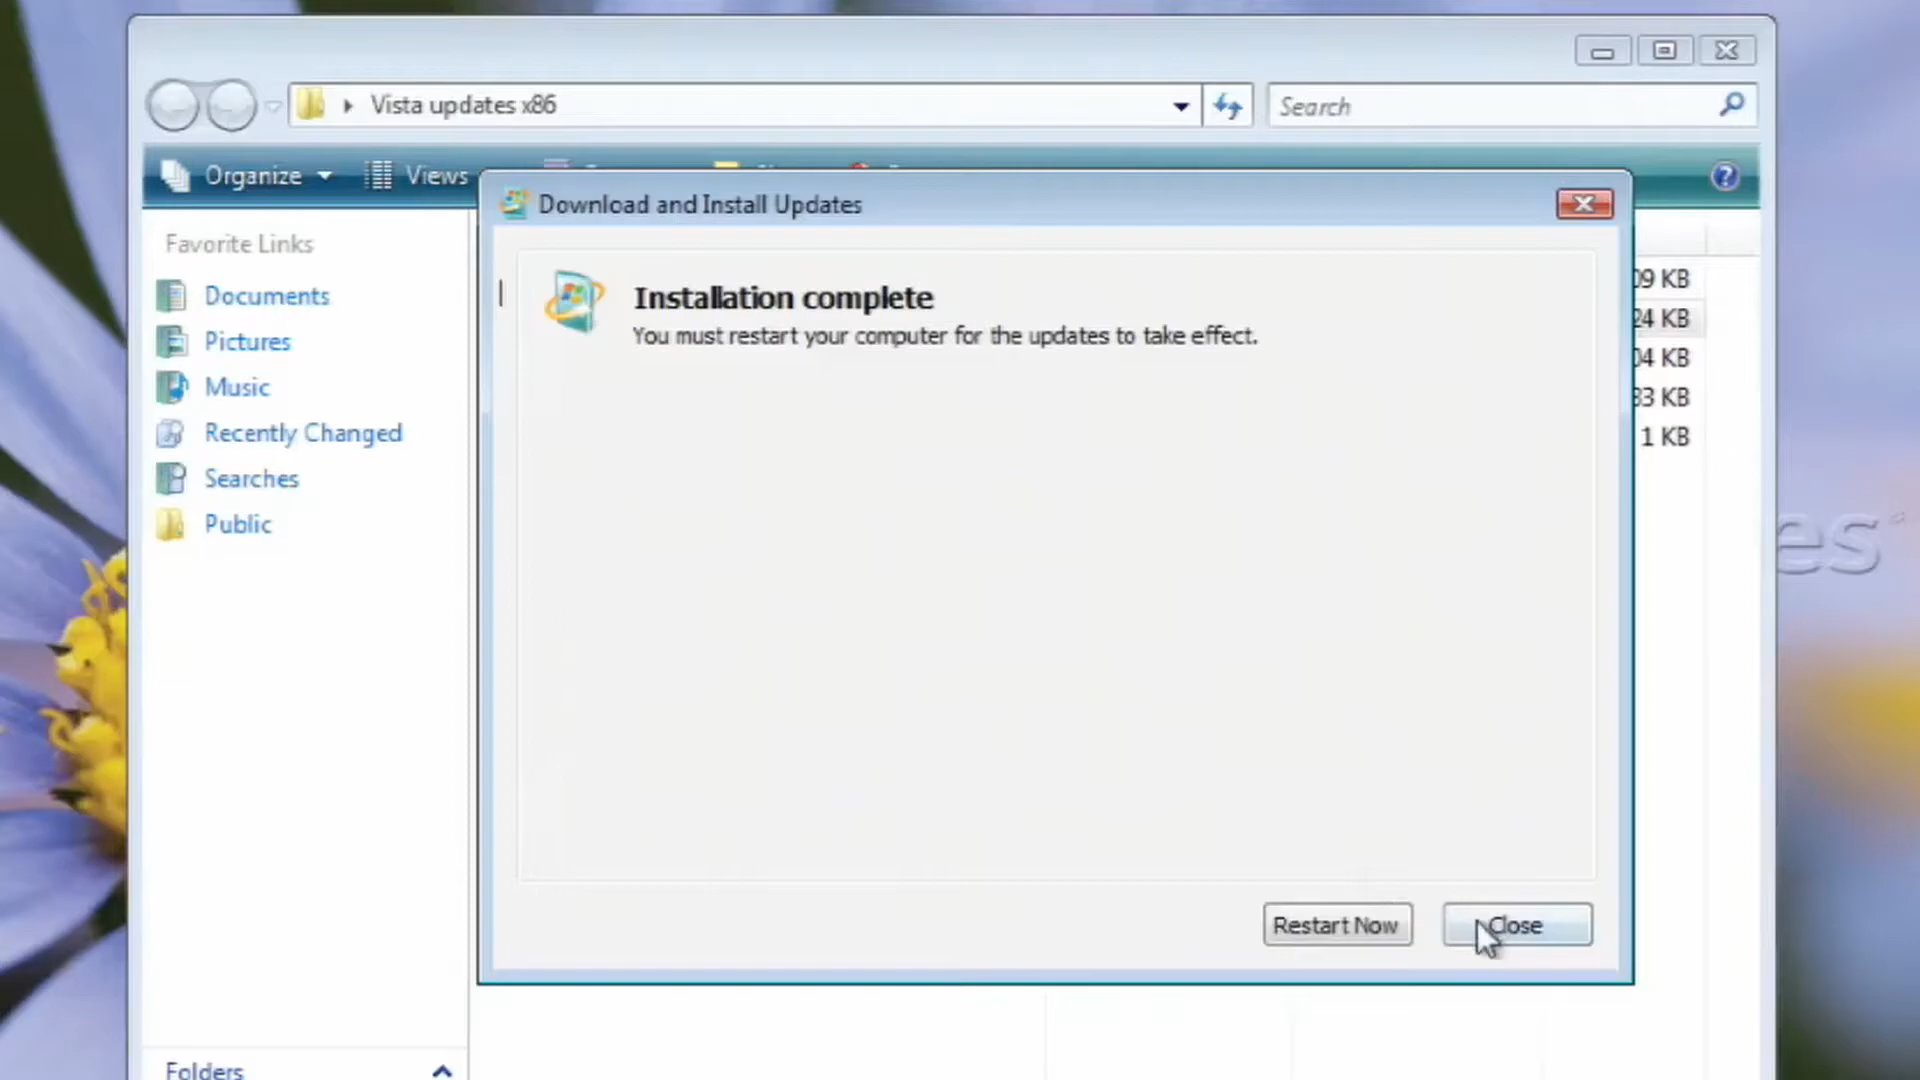 Vista updates x86
Search
Organize
Views
Download and Install Updates
Favorite Links
Documents
Pictures
Music
Recently Changed
Searches
Public
Folders
Installation complete
You must restart your computer for the updates to take effect.
09 KB
24 KB
04 KB
33 KB
1 KB
es
Restart Now
Close